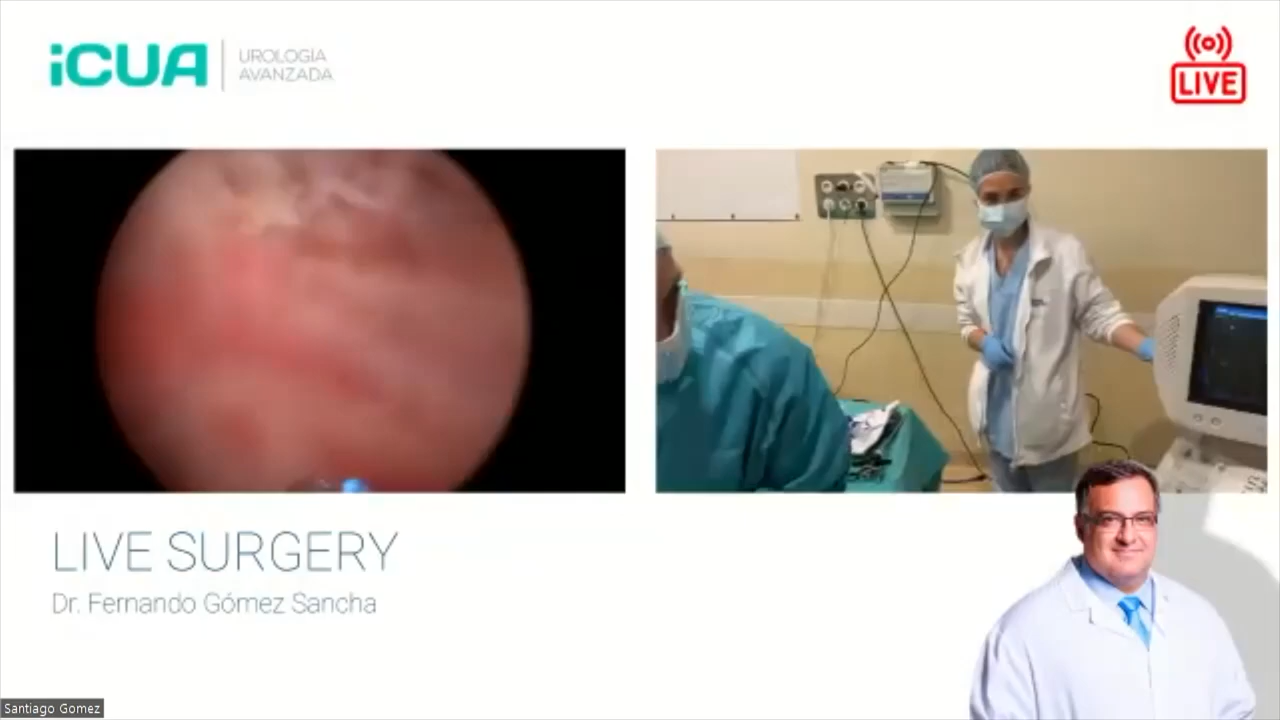 iCUA
UROLOGÍA
AVANZADA
LIVE
LIVE SURGERY
Dr. Fernando Gómez Sancha
Santiago Gomez